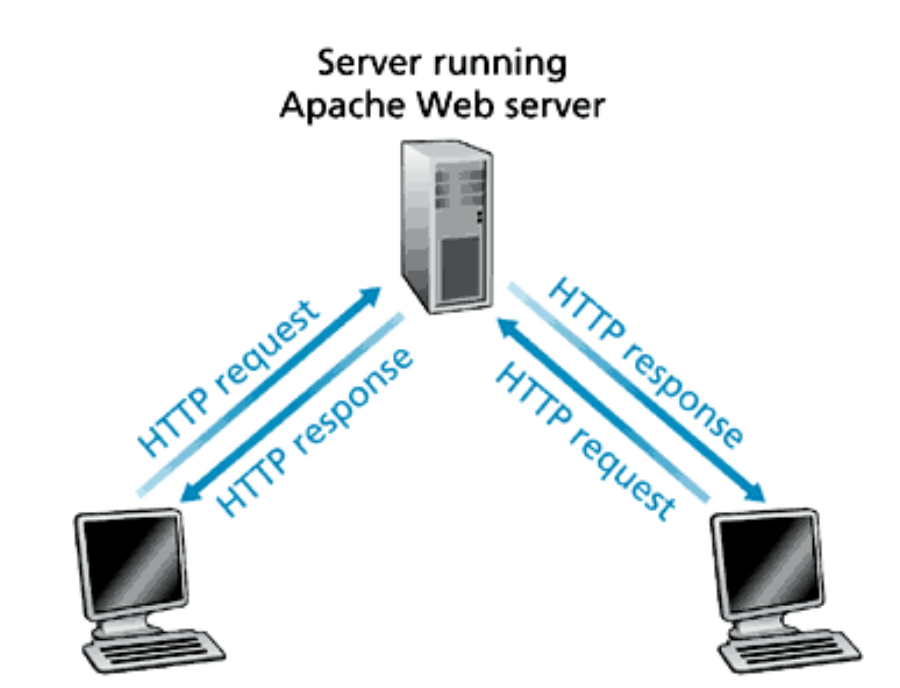 Server running
Apache Web server
HTTP request
HTTP response
HTTP response
HTTP request